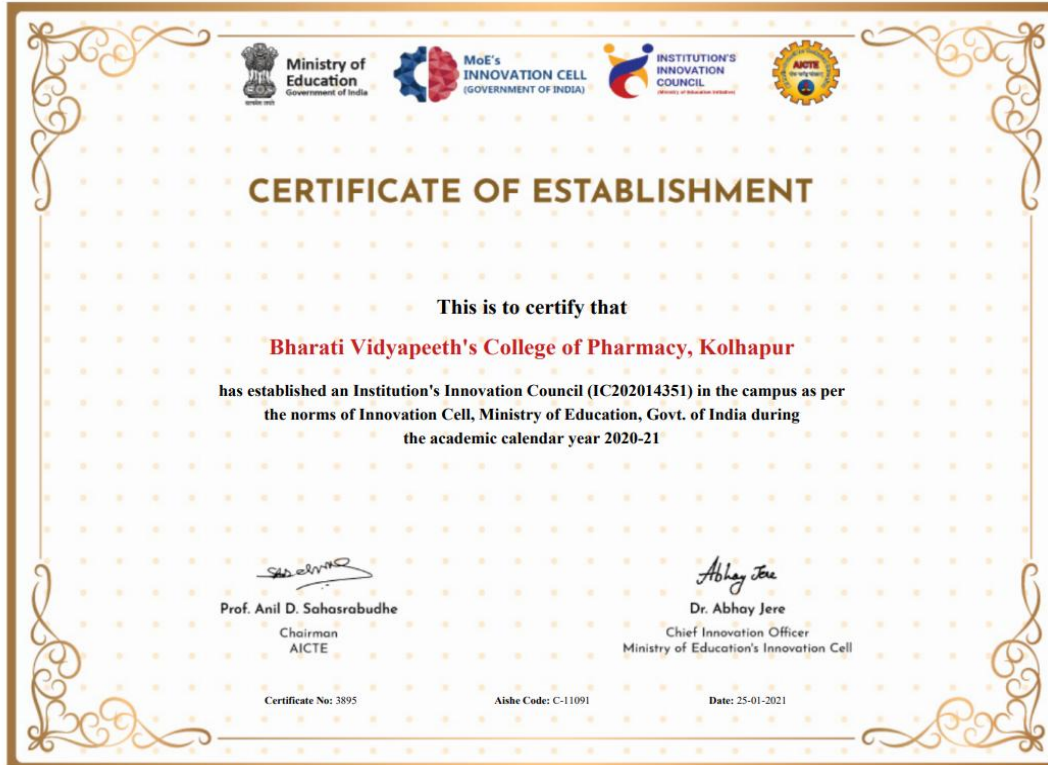 Ministry of
Education
Government of India
MoE's
INNOVATION CELL
(GOVERNMENT OF INDIA)
INSTITUTION'S
INNOVATION
COUNCIL
(Ministry of Education Initiative)
AICTE
CERTIFICATE OF ESTABLISHMENT
This is to certify that
Bharati Vidyapeeth's College of Pharmacy, Kolhapur
has established an Institution's Innovation Council (IC202014351) in the campus as per
the norms of Innovation Cell, Ministry of Education, Govt. of India during
the academic calendar year 2020-21
Abhay Jere
Prof. Anil D. Sahasrabudhe
Dr. Abhay Jere
Chairman
Chief Innovation Officer
AICTE
Ministry of Education's Innovation Cell
Certificate No: 3895 Aishe Code: C-11091 Date: 25-01-2021